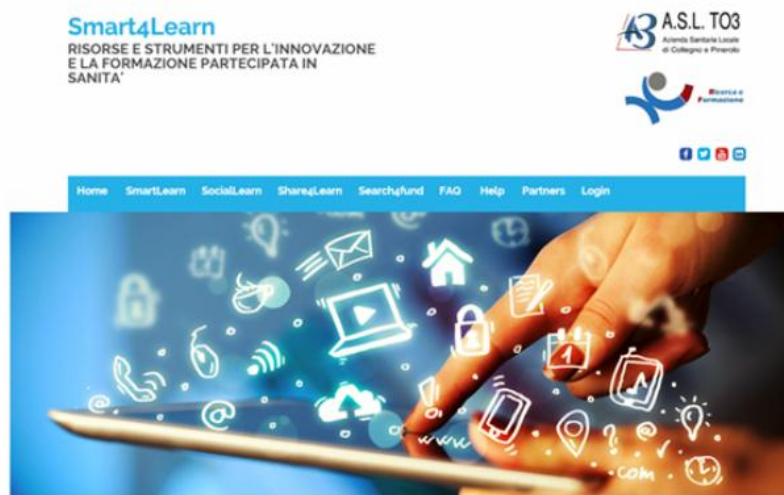 Smart4Learn
RISORSE E STRUMENTI PER L'INNOVAZIONE
E LA FORMAZIONE PARTECIPATA IN
SANITA'
A.S.L. TO3
Azienda Sanitaria Locale
di Collegno e Pinerolo
Ricerca e
Formazione
Home SmartLearn SocialLearn Share4Learn Search4fund FAQ Help Partners Login
1
www
.com